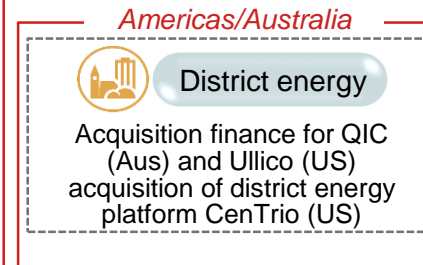 Americas/Australia
District energy
Acquisition finance for QIC
(Aus) and Ullico (US)
acquisition of district energy
platform CenTrio (US)